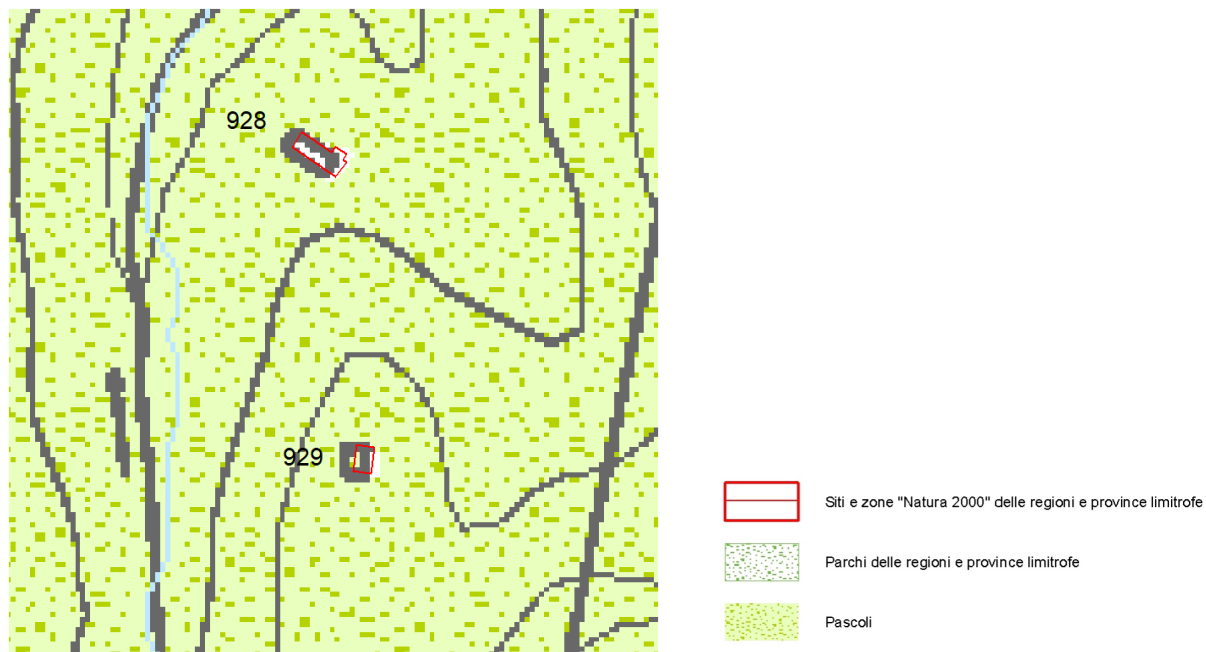 928
929
Siti e zone "Natura 2000" delle regioni e province limitrofe
Parchi delle regioni e province limitrofe
Pascoli